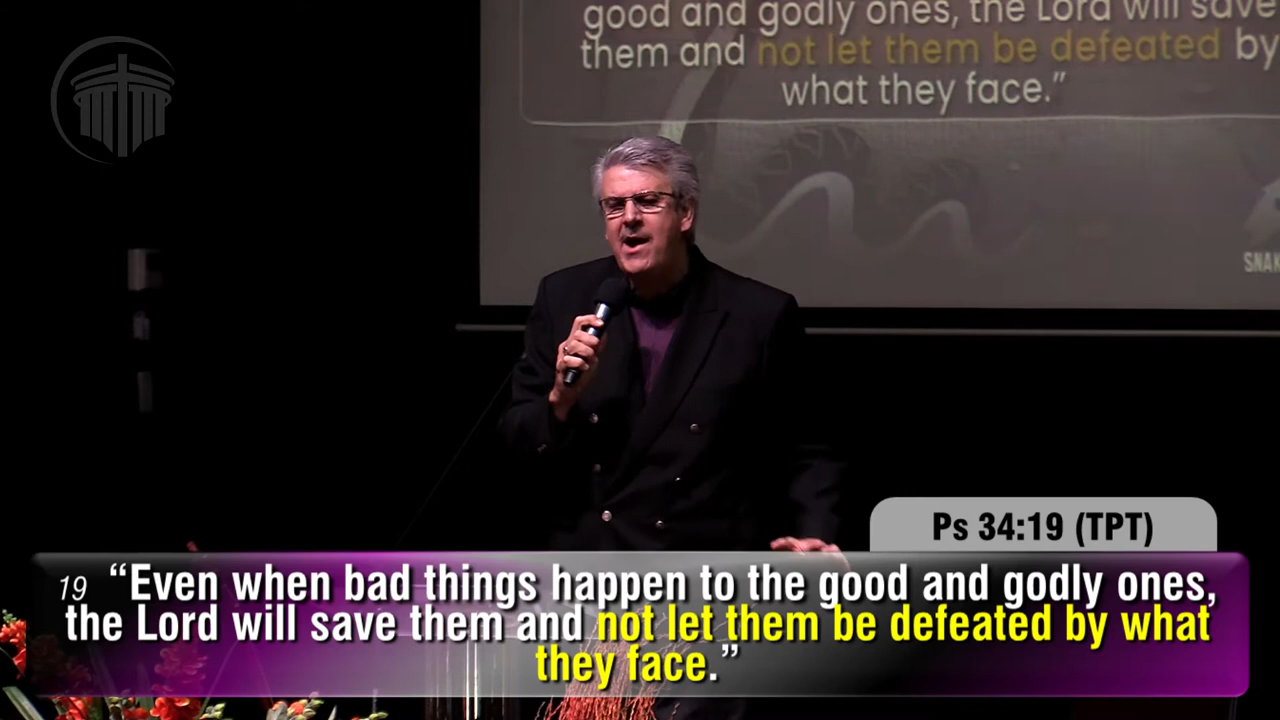 good and godly ones, the Lord will save
them and not let them be defeated by
what they face.”
SNAK
Ps 34:19 (TPT)
19 “Even when bad things happen to the good and godly ones,
the Lord will save them and not let them be defeated by what
they face.”